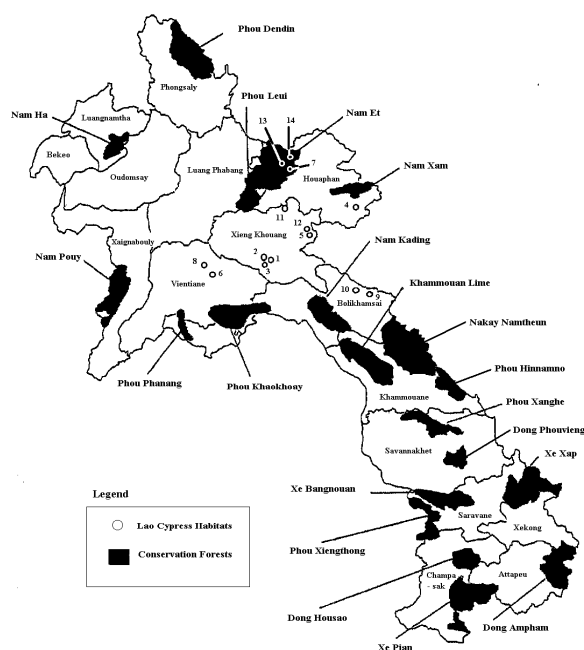 Phou Dendin
Phongsaly
Phou Leui
Nam Ha
Luangnamtha
14
13
Nam Et
Bekeo
Oudomsay
Luang Phabang
7
Houaphan
Nam Xam
4
11
12
5
Xieng Khouang
Xaignabouly
Nam Kading
Nam Pouy
8
2
1
3
6
Vientiane
Khammouan Lime
10
9
Bolikhamsai
Nakay Namtheun
Phou Hinnamno
Phou Phanang
Phou Khaokhoay
Khammouane
Phou Xanghe
Dong Phouvieng
Savannakhet
Xe Xap
Xe Bangnouan
Legend
Saravane
Xekong
Lao Cypress Habitats
Conservation Forests
Phou Xiengthong
Champa
- sak
Attapeu
Dong Housao
Dong Ampham
Xe Pian